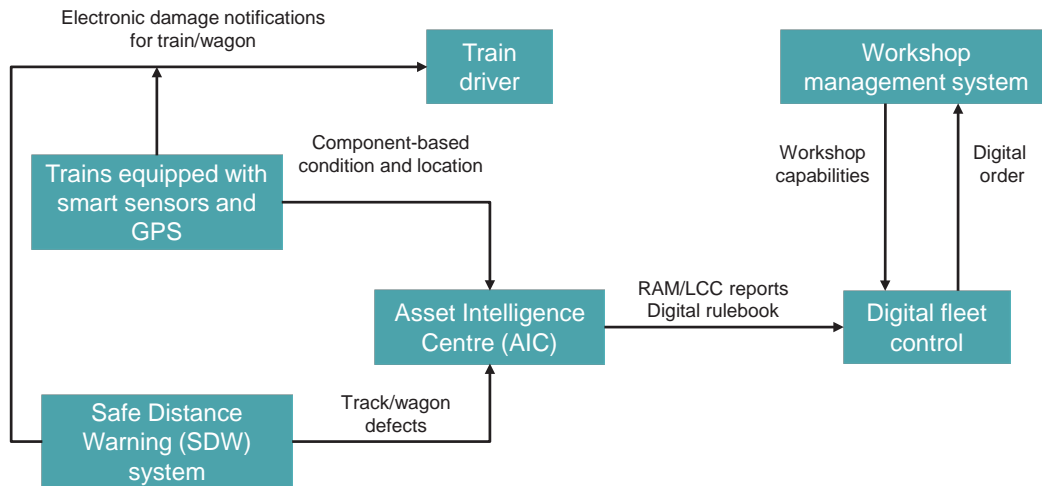 Electronic damage notifications
for train/wagon
Train
driver
Workshop
management system
Component-based
condition and location
Workshop
capabilities
Digital
order
Trains equipped with
smart sensors and
GPS
RAM/LCC reports
Digital rulebook
Asset Intelligence
Centre (AIC)
Digital fleet
control
Track/wagon
defects
Safe Distance
Warning (SDW)
system